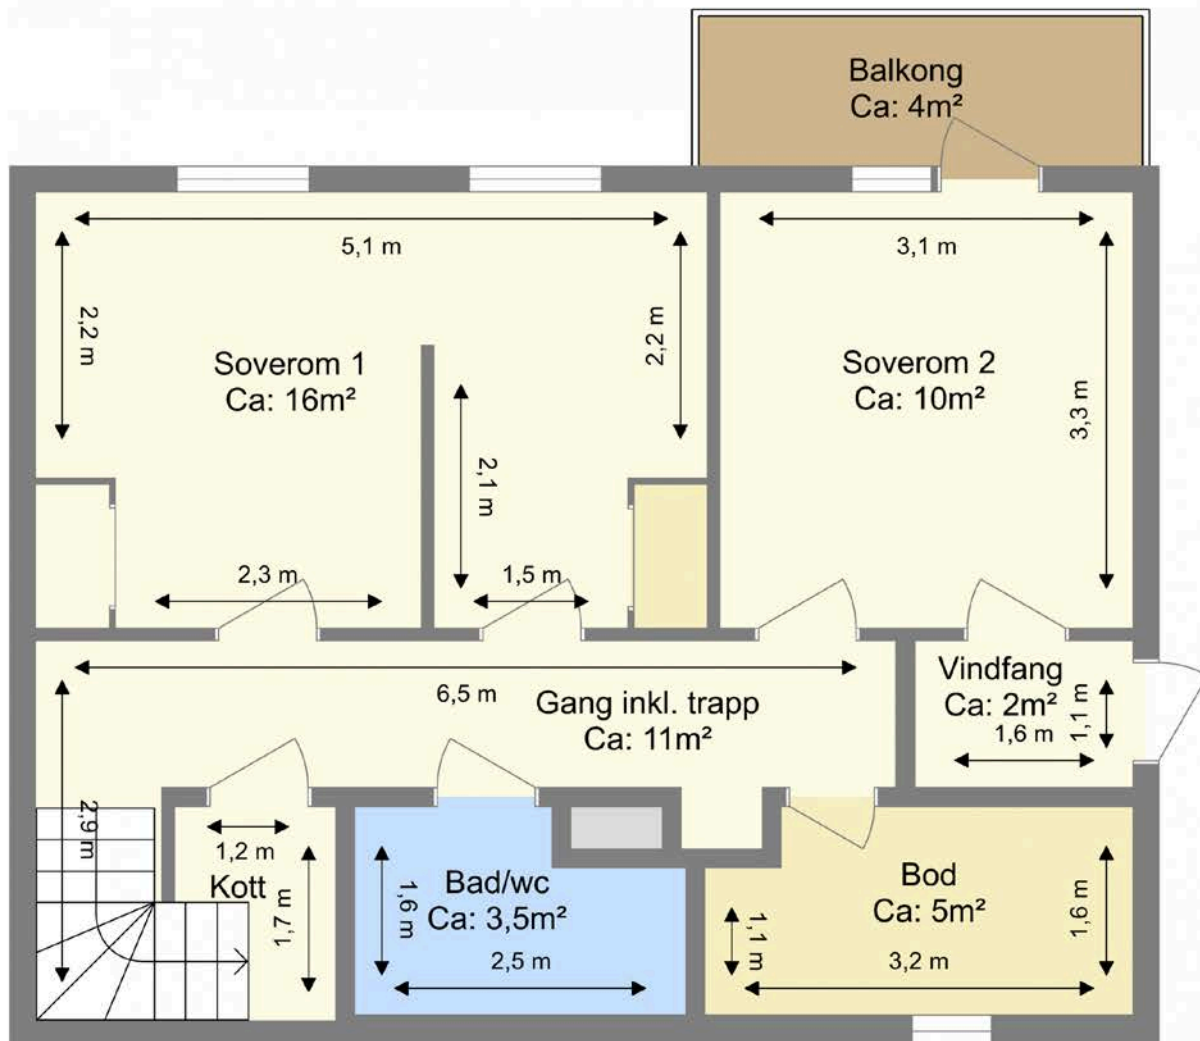 Balkong
Ca: 4m²
5,1 m
3,1 m
2,2 m
2,2 m
Soverom 1
Ca: 16m²
Soverom 2
Ca: 10m²
3,3 m
2,1 m
2,3 m
1,5 m
6,5 m
Gang inkl. trapp
Ca: 11m²
Vindfang
Ca: 2m²
1,6 m
1,1 m
2,9 m
1,2 m
Kott
1,7 m
1,6 m
Bad/wc
Ca: 3,5m²
2,5 m
1,1 m
Bod
Ca: 5m²
3,2 m
1,6 m